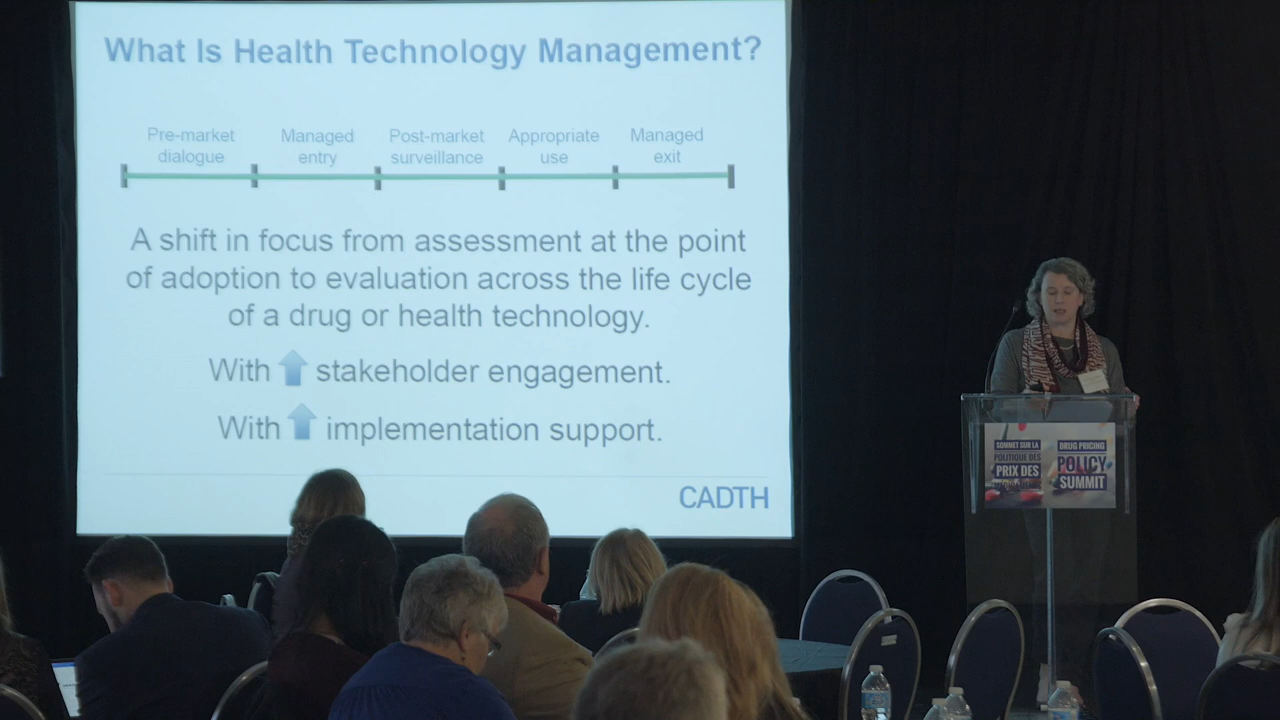 What Is Health Technology Management?
Pre-market dialogue
Managed entry
Post-market surveillance
Appropriate use
Managed exit
A shift in focus from assessment at the point
of adoption to evaluation across the life cycle
of a drug or health technology.
With stakeholder engagement.
With implementation support.
CADTH
SOMMET SUR LA
POLITIQUE DES
PRIX DES
DRUG PRICING
POLICY
SUMMIT